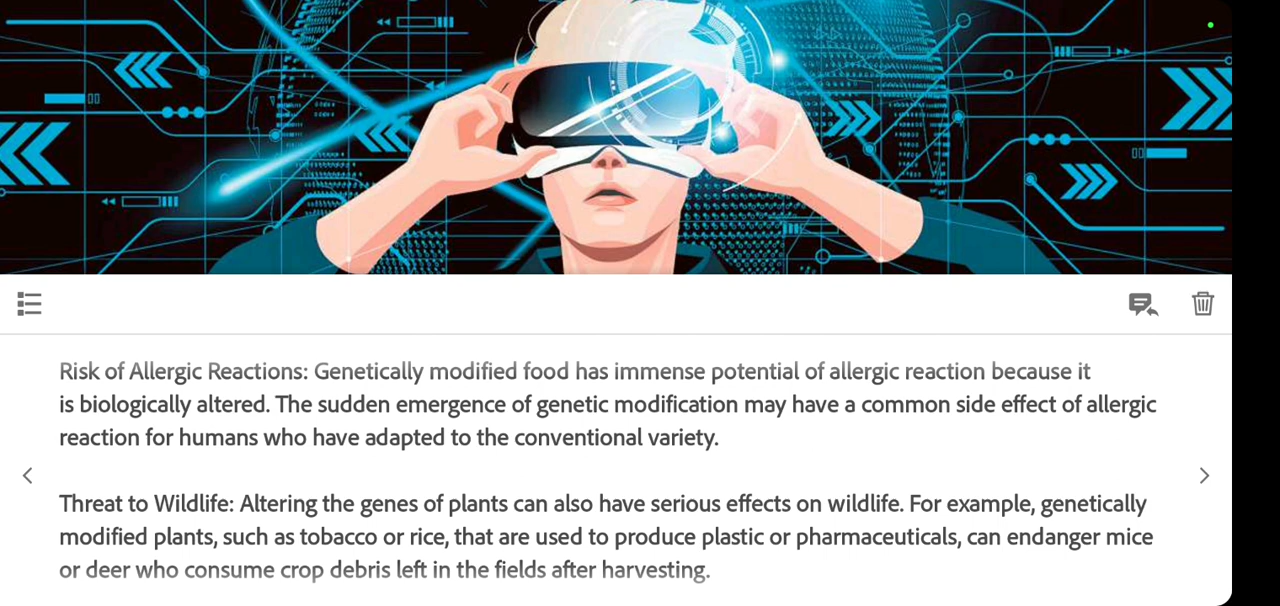 Risk of Allergic Reactions: Genetically modified food has immense potential of allergic reaction because it
is biologically altered. The sudden emergence of genetic modification may have a common side effect of allergic
reaction for humans who have adapted to the conventional variety.
Threat to Wildlife: Altering the genes of plants can also have serious effects on wildlife. For example, genetically
modified plants, such as tobacco or rice, that are used to produce plastic or pharmaceuticals, can endanger mice
or deer who consume crop debris left in the fields after harvesting.